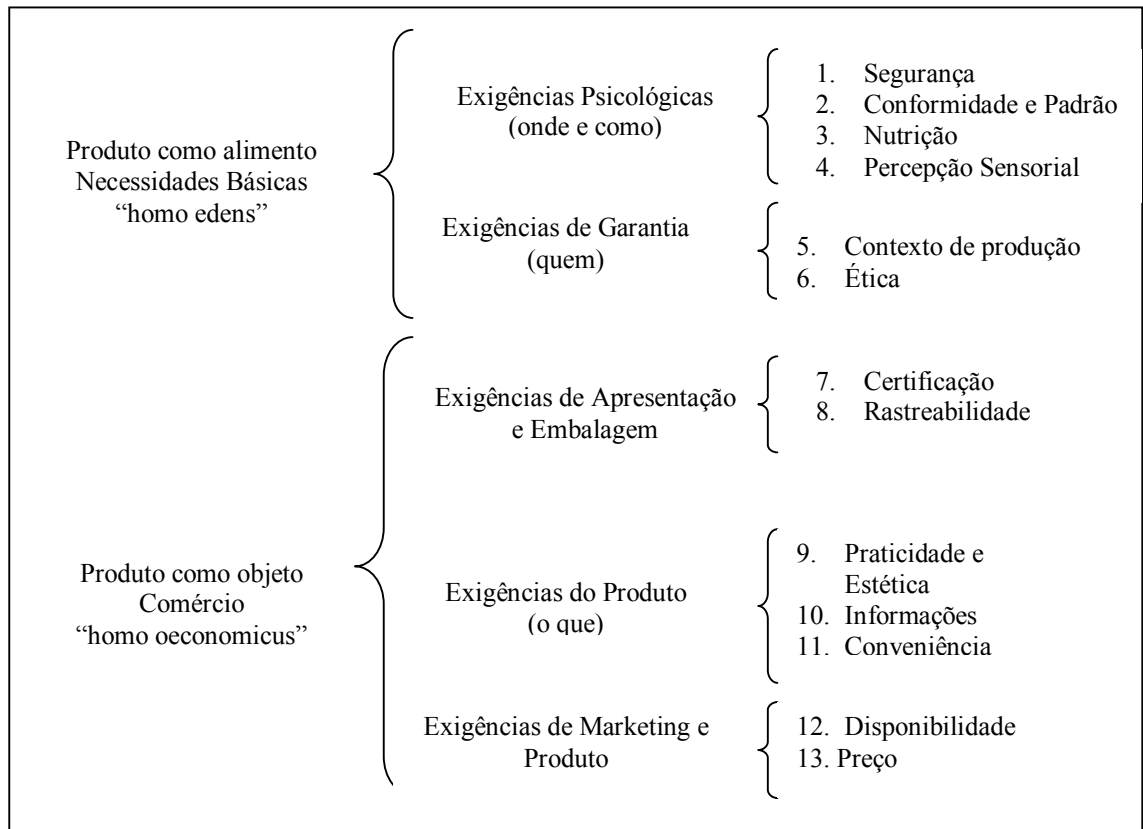 Produto como alimento
Necessidades Básicas
“homo edens”
Exigências Psicológicas
(onde e como)
1. Segurança
2. Conformidade e Padrão
3. Nutrição
4. Percepção Sensorial
Exigências de Garantia
(quem)
5. Contexto de produção
6. Ética
Produto como objeto
Comércio
“homo oeconomicus”
Exigências de Apresentação
e Embalagem
7. Certificação
8. Rastreabilidade
Exigências do Produto
(o que)
9. Praticidade e
Estética
10. Informações
11. Conveniência
Exigências de Marketing e
Produto
12. Disponibilidade
13. Preço